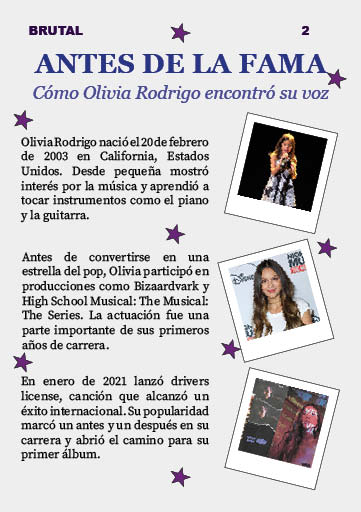 BRUTAL 2
ANTES DE LA FAMA
Cómo Olivia Rodrigo encontró su voz
Olivia Rodrigo nació el 20 de febrero
de 2003 en California, Estados
Unidos. Desde pequeña mostró
interés por la música y aprendió a
tocar instrumentos como el piano
y la guitarra.
Antes de convertirse en una
estrella del pop, Olivia participó en
producciones como Bizaardvark y
High School Musical: The Musical:
The Series. La actuación fue una
parte importante de sus primeros
años de carrera.
En enero de 2021 lanzó drivers
license, canción que alcanzó un
éxito internacional. Su popularidad
marcó un antes y un después en su
carrera y abrió el camino para su
primer álbum.